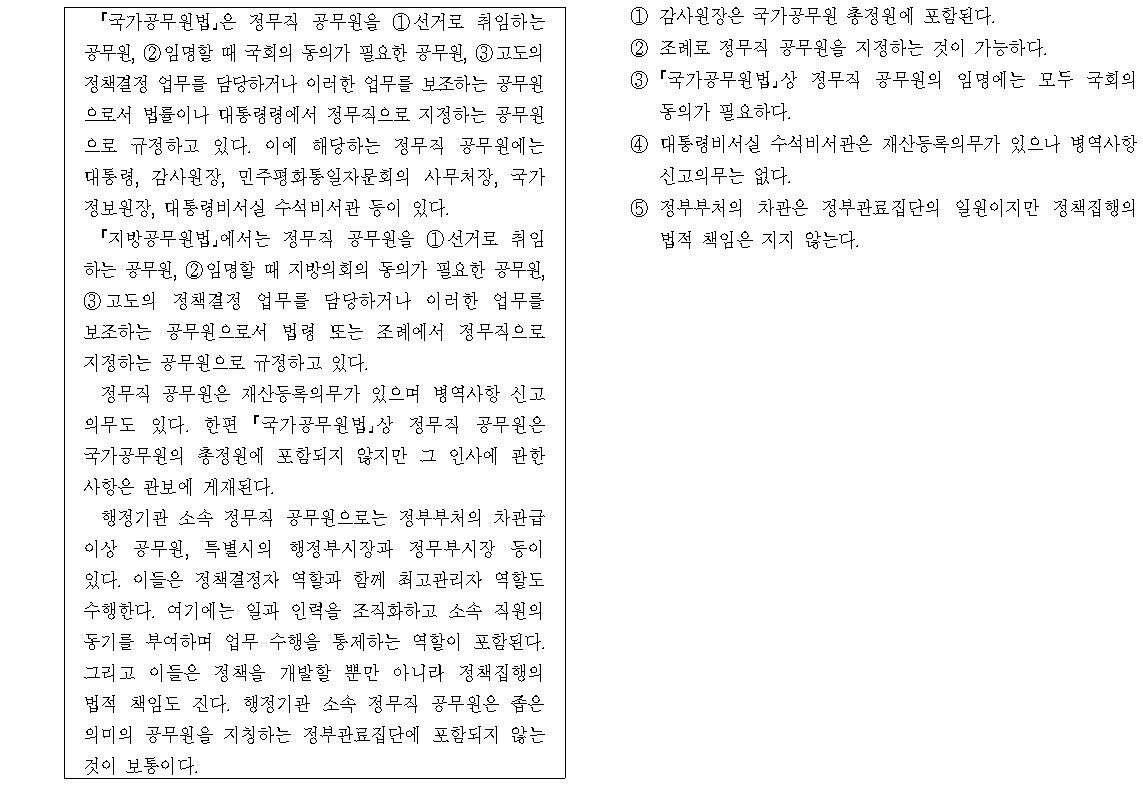 『국가공무원법』은 정무직 공무원을 ①선거로 취임하는
공무원, ②임명할 때 국회의 동의가 필요한 공무원, ③고도의
정책결정 업무를 담당하거나 이러한 업무를 보조하는 공무원
으로서 법률이나 대통령령에서 정무직으로 지정하는 공무원
으로 규정하고 있다. 이에 해당하는 정무직 공무원에는
대통령, 감사원장, 민주평화통일자문회의 사무처장, 국가
정보원장, 대통령비서실 수석비서관 등이 있다.
『지방공무원법』에서는 정무직 공무원을 ①선거로 취임
하는 공무원, ②임명할 때 지방의회의 동의가 필요한 공무원,
③고도의 정책결정 업무를 담당하거나 이러한 업무를
보조하는 공무원으로서 법령 또는 조례에서 정무직으로
지정하는 공무원으로 규정하고 있다.
정무직 공무원은 재산등록의무가 있으며 병역사항 신고
의무도 있다. 한편 『국가공무원법』상 정무직 공무원은
국가공무원의 총정원에 포함되지 않지만 그 인사에 관한
사항은 관보에 게재된다.
행정기관 소속 정무직 공무원으로는 정부부처의 차관급
이상 공무원, 특별시의 행정부시장과 정무부시장 등이
있다. 이들은 정책결정자 역할과 함께 최고관리자 역할도
수행한다. 여기에는 일과 인력을 조직화하고 소속 직원의
동기를 부여하며 업무 수행을 통제하는 역할이 포함된다.
그리고 이들은 정책을 개발할 뿐만 아니라 정책집행의
법적 책임도 진다. 행정기관 소속 정무직 공무원은 좁은
의미의 공무원을 지칭하는 정부관료집단에 포함되지 않는
것이 보통이다.
① 감사원장은 국가공무원 총정원에 포함된다.
② 조례로 정무직 공무원을 지정하는 것이 가능하다.
③ 『국가공무원법』상 정무직 공무원의 임명에는 모두 국회의
동의가 필요하다.
④ 대통령비서실 수석비서관은 재산등록의무가 있으나 병역사항
신고의무는 없다.
⑤ 정부부처의 차관은 정부관료집단의 일원이지만 정책집행의
법적 책임은 지지 않는다.